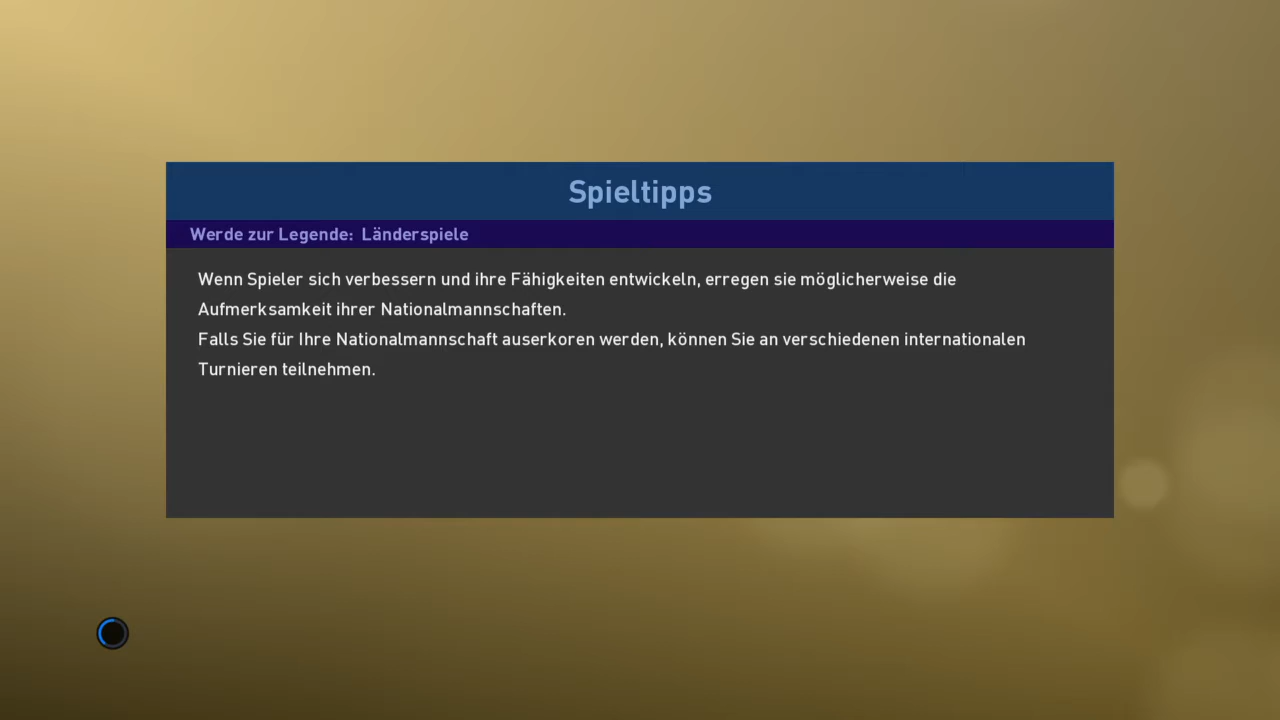 Spieltipps
Werde zur Legende: Länderspiele
Wenn Spieler sich verbessern und ihre Fähigkeiten entwickeln, erregen sie möglicherweise die
Aufmerksamkeit ihrer Nationalmannschaften.
Falls Sie für Ihre Nationalmannschaft auserkoren werden, können Sie an verschiedenen internationalen
Turnieren teilnehmen.